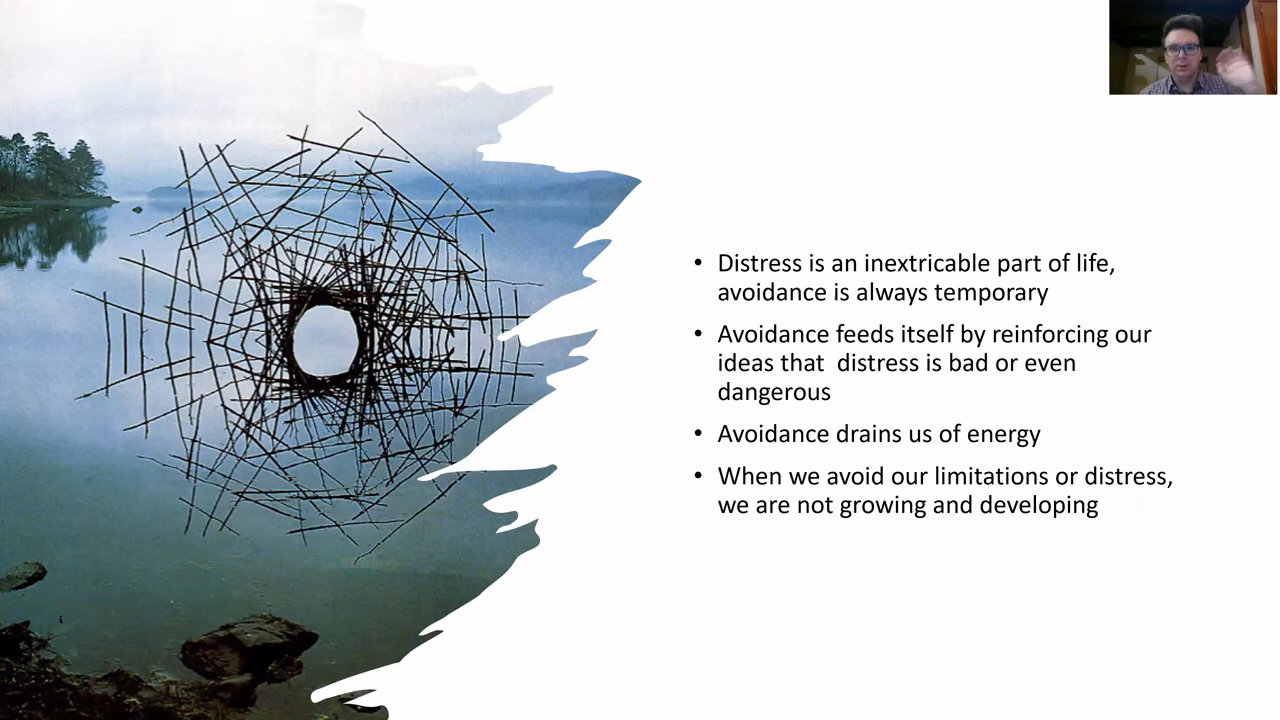 • Distress is an inextricable part of life,
avoidance is always temporary
• Avoidance feeds itself by reinforcing our
ideas that  distress is bad or even
dangerous
• Avoidance drains us of energy
• When we avoid our limitations or distress,
we are not growing and developing